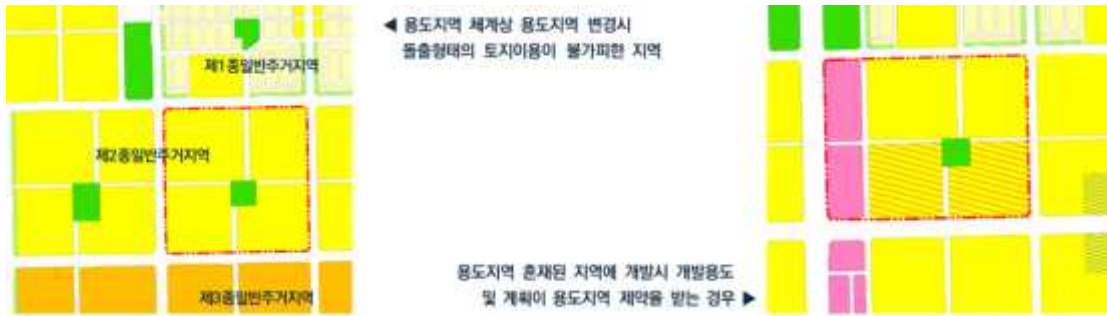 ◀ 용도지역 체계상 용도지역 변경시
돌출형태의 토지이용이 불가피한 지역
제1종일반주거지역
제2종일반주거지역
제3종일반주거지역
용도지역 혼재된 지역에 개발시 개발용도
및 계획이 용도지역 제약을 받는 경우 ▶